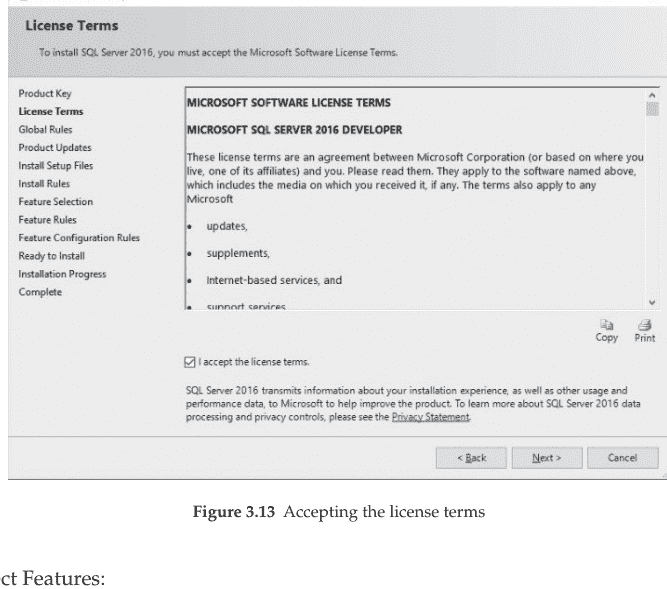 License Terms
To install SQL Server 2016, you must accept the Microsoft Software License Terms.
Product Key
License Terms
Global Rules
Product Updates
Install Setup Files
Install Rules
Feature Selection
Feature Rules
Feature Configuration Rules
Ready to Install
Installation Progress
Complete
MICROSOFT SOFTWARE LICENSE TERMS
MICROSOFT SQL SERVER 2016 DEVELOPER
These license terms are an agreement between Microsoft Corporation (or based on where you
live, one of its affiliates) and you. Please read them. They apply to the software named above,
which includes the media on which you received it, if any. The terms also apply to any
Microsoft
• updates,
• supplements,
• Internet-based services, and
• support services
Copy Print
I accept the license terms.
SQL Server 2016 transmits information about your installation experience, as well as other usage and
performance data, to Microsoft to help improve the product. To learn more about SQL Server 2016 data
processing and privacy controls, please see the Privacy Statement.
< Back Next > Cancel
Figure 3.13 Accepting the license terms
ct Features: